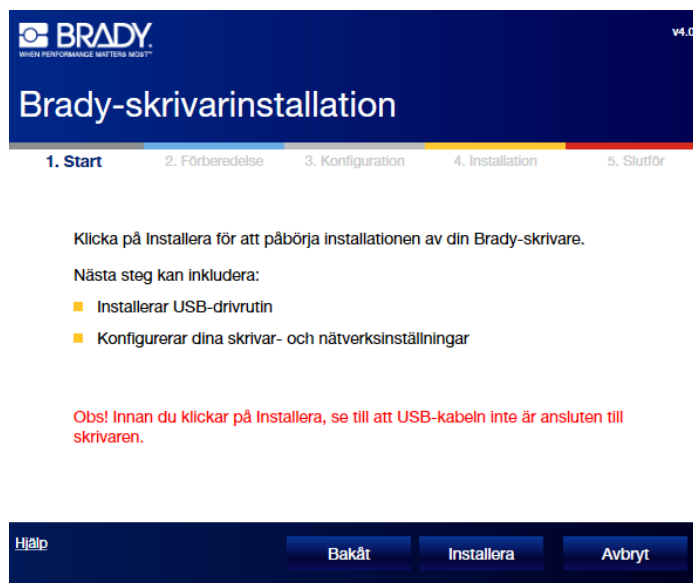 BRADY.
WHEN PERFORMANCE MATTERS MOST™
v4.0
Brady-skrivarinstallation
1. Start
2. Förberedelse
3. Konfiguration
4. Installation
5. Slutför
Klicka på Installera för att påbörja installationen av din Brady-skrivare.
Nästa steg kan inkludera:
Installerar USB-drivrutin
Konfigurerar dina skrivar- och nätverksinställningar
Obs! Innan du klickar på Installera, se till att USB-kabeln inte är ansluten till
skrivaren.
Hjälp
Bakåt
Installera
Avbryt